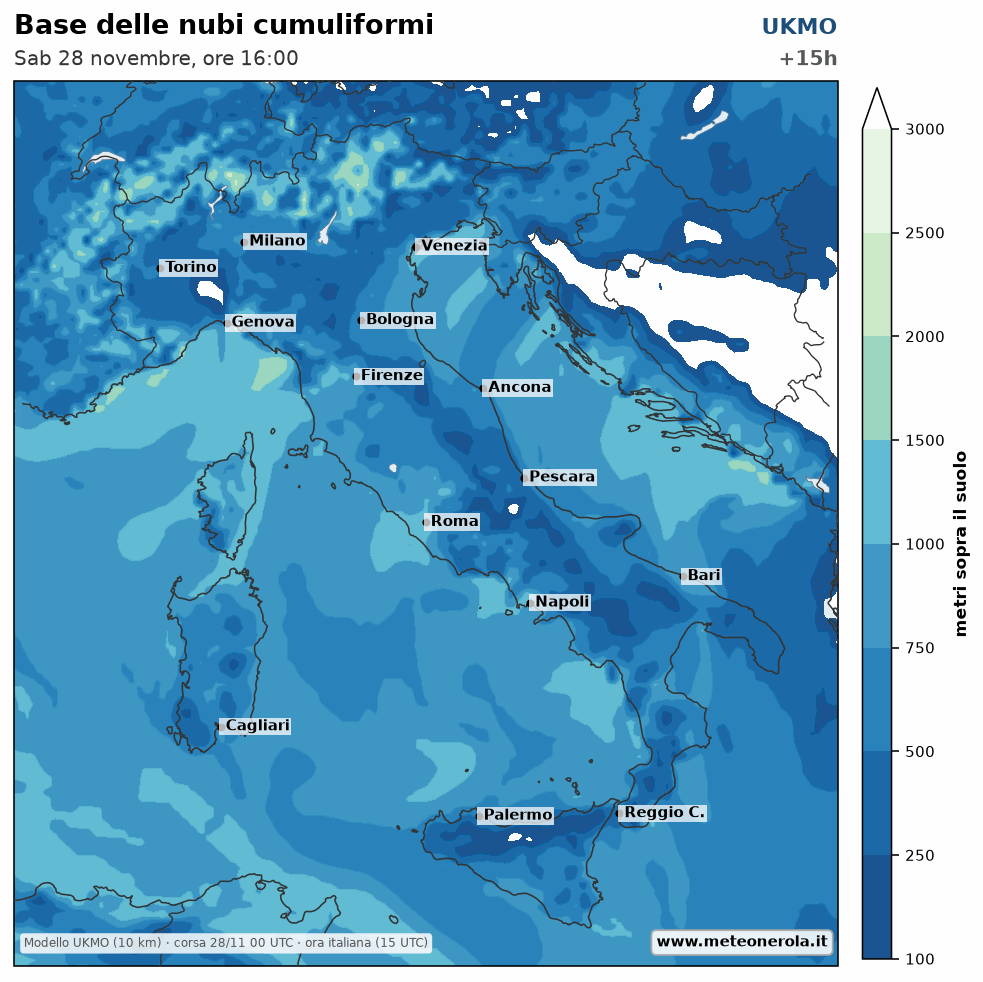 Base delle nubi cumuliformi
UKMO
Sab 28 novembre, ore 16:00
+15h
Milano
Venezia
Torino
Genova
Bologna
Firenze
Ancona
Pescara
Roma
Bari
Napoli
Cagliari
Palermo
Reggio C.
3000
2500
2000
1500
1000
750
500
250
100
metri sopra il suolo
Modello UKMO (10 km) · corsa 28/11 00 UTC · ora italiana (15 UTC)
www.meteonerola.it